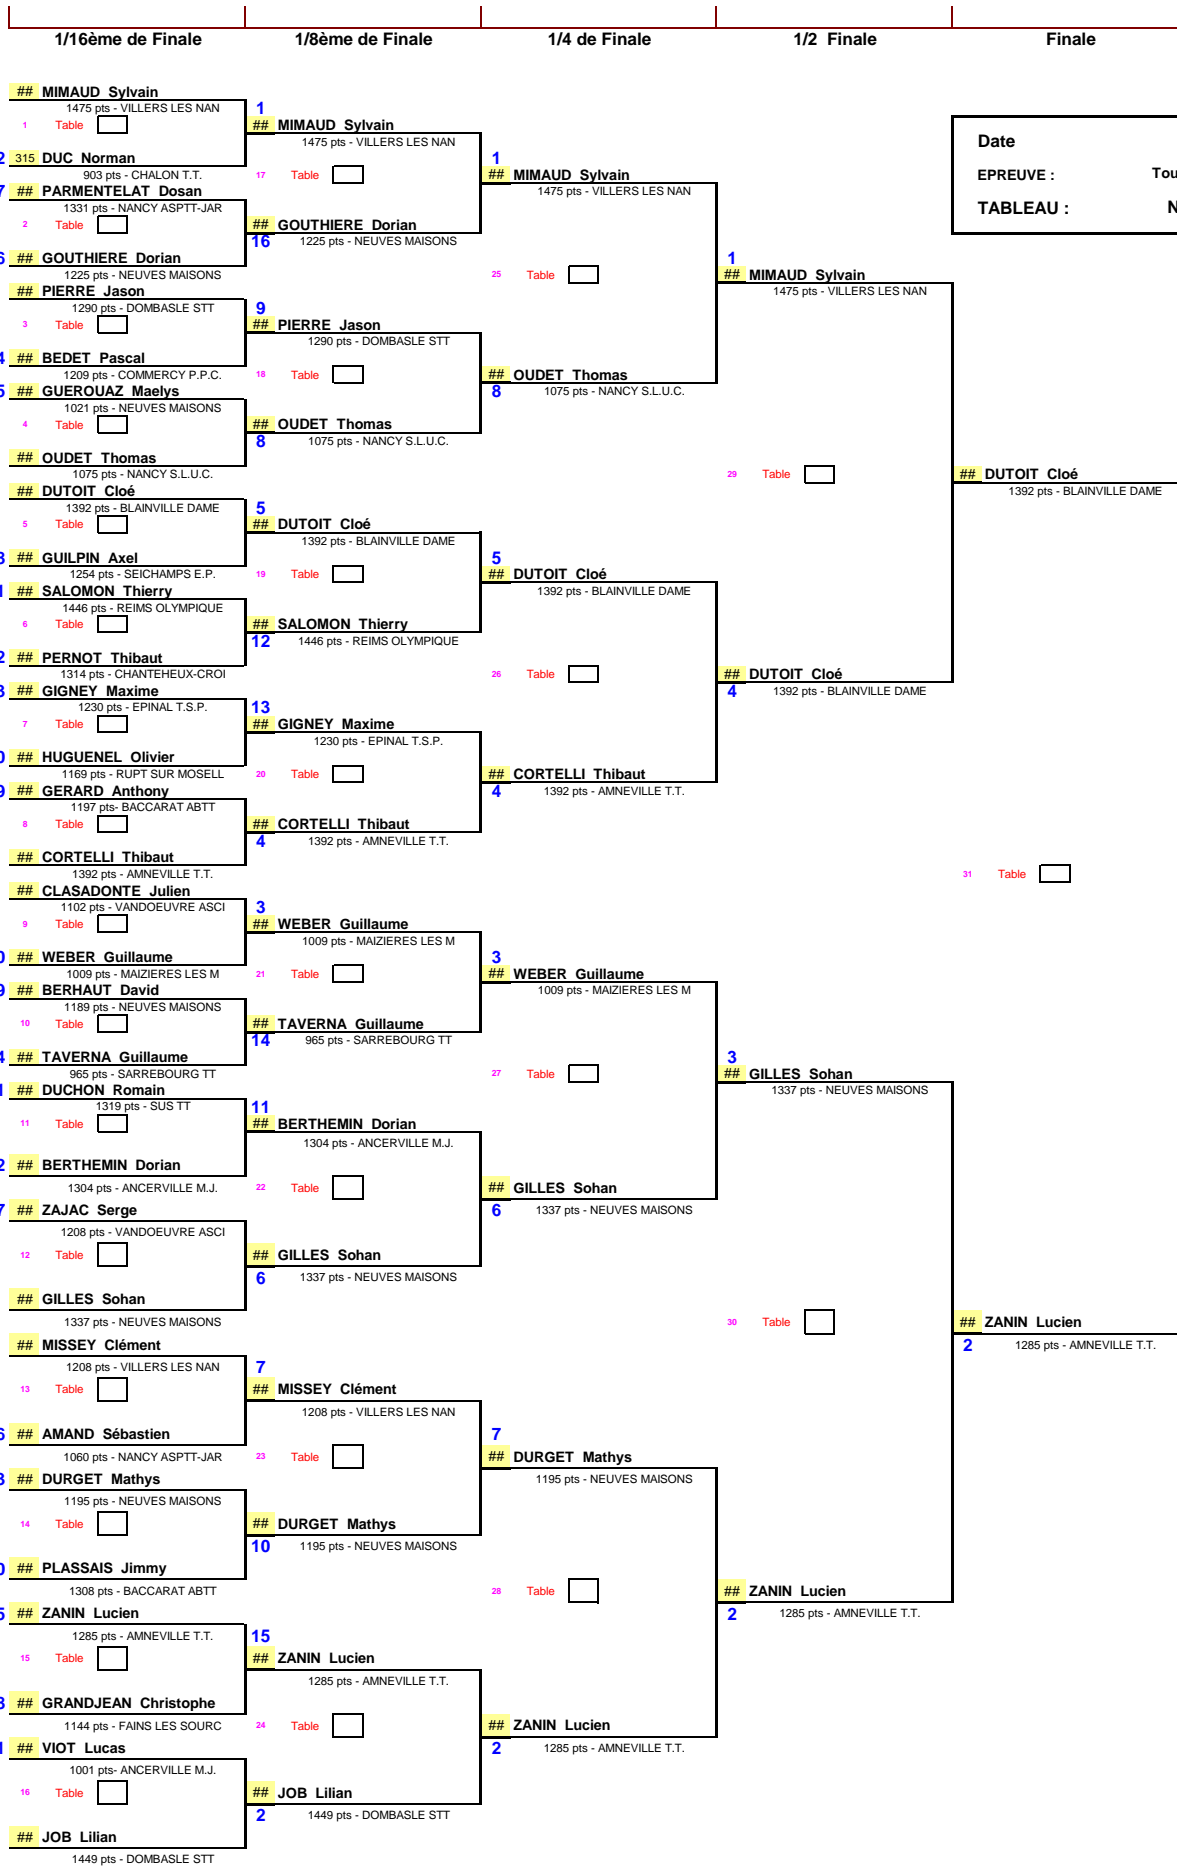 1/16ème de Finale 1/8ème de Finale 1/4 de Finale 1/2 Finale Finale
## MIMAUD Sylvain
1475 pts - VILLERS LES NAN
1 Table
2 315 DUC Norman
903 pts - CHALON T.T.
7 ## PARMENTELAT Dosan
1331 pts - NANCY ASPTT-JAR
2 Table
6 ## GOUTHIERE Dorian
1225 pts - NEUVES MAISONS
## PIERRE Jason
1290 pts - DOMBASLE STT
3 Table
4 ## BEDET Pascal
1209 pts - COMMERCY P.P.C.
5 ## GUEROUAZ Maelys
1021 pts - NEUVES MAISONS
4 Table
## OUDET Thomas
1075 pts - NANCY S.L.U.C.
## DUTOIT Cloé
1392 pts - BLAINVILLE DAME
5 Table
3 ## GUILPIN Axel
1254 pts - SEICHAMPS E.P.
## SALOMON Thierry
1446 pts - REIMS OLYMPIQUE
6 Table
2 ## PERNOT Thibaut
1314 pts - CHANTEHEUX-CROI
3 ## GIGNEY Maxime
1230 pts - EPINAL T.S.P.
7 Table
0 ## HUGUENEL Olivier
1169 pts - RUPT SUR MOSELL
9 ## GERARD Anthony
1197 pts- BACCARAT ABTT
8 Table
## CORTELLI Thibaut
1392 pts - AMNEVILLE T.T.
## CLASADONTE Julien
1102 pts - VANDOEUVRE ASCI
9 Table
0 ## WEBER Guillaume
1009 pts - MAIZIERES LES M
9 ## BERHAUT David
1189 pts - NEUVES MAISONS
10 Table
4 ## TAVERNA Guillaume
965 pts - SARREBOURG TT
## DUCHON Romain
1319 pts - SUS TT
11 Table
2 ## BERTHEMIN Dorian
1304 pts - ANCERVILLE M.J.
7 ## ZAJAC Serge
1208 pts - VANDOEUVRE ASCI
12 Table
## GILLES Sohan
1337 pts - NEUVES MAISONS
## MISSEY Clément
1208 pts - VILLERS LES NAN
13 Table
6 ## AMAND Sébastien
1060 pts - NANCY ASPTT-JAR
3 ## DURGET Mathys
1195 pts - NEUVES MAISONS
14 Table
0 ## PLASSAIS Jimmy
1308 pts - BACCARAT ABTT
5 ## ZANIN Lucien
1285 pts - AMNEVILLE T.T.
15 Table
3 ## GRANDJEAN Christophe
1144 pts - FAINS LES SOURC
## VIOT Lucas
1001 pts- ANCERVILLE M.J.
16 Table
## JOB Lilian
1449 pts - DOMBASLE STT
1
## MIMAUD Sylvain
1475 pts - VILLERS LES NAN
17 Table
## GOUTHIERE Dorian
16 1225 pts - NEUVES MAISONS
9
## PIERRE Jason
1290 pts - DOMBASLE STT
18 Table
## OUDET Thomas
8 1075 pts - NANCY S.L.U.C.
5
## DUTOIT Cloé
1392 pts - BLAINVILLE DAME
19 Table
## SALOMON Thierry
12 1446 pts - REIMS OLYMPIQUE
13
## GIGNEY Maxime
1230 pts - EPINAL T.S.P.
20 Table
## CORTELLI Thibaut
4 1392 pts - AMNEVILLE T.T.
3
## WEBER Guillaume
1009 pts - MAIZIERES LES M
21 Table
## TAVERNA Guillaume
14 965 pts - SARREBOURG TT
11
## BERTHEMIN Dorian
1304 pts - ANCERVILLE M.J.
22 Table
## GILLES Sohan
6 1337 pts - NEUVES MAISONS
7
## MISSEY Clément
1208 pts - VILLERS LES NAN
23 Table
## DURGET Mathys
10 1195 pts - NEUVES MAISONS
15
## ZANIN Lucien
1285 pts - AMNEVILLE T.T.
24 Table
## JOB Lilian
2 1449 pts - DOMBASLE STT
1
## MIMAUD Sylvain
1475 pts - VILLERS LES NAN
25 Table
## OUDET Thomas
8 1075 pts - NANCY S.L.U.C.
5
## DUTOIT Cloé
1392 pts - BLAINVILLE DAME
26 Table
## CORTELLI Thibaut
4 1392 pts - AMNEVILLE T.T.
3
## WEBER Guillaume
1009 pts - MAIZIERES LES M
27 Table
## GILLES Sohan
6 1337 pts - NEUVES MAISONS
7
## DURGET Mathys
1195 pts - NEUVES MAISONS
28 Table
## ZANIN Lucien
2 1285 pts - AMNEVILLE T.T.
1
## MIMAUD Sylvain
1475 pts - VILLERS LES NAN
29 Table
## DUTOIT Cloé
4 1392 pts - BLAINVILLE DAME
3
## GILLES Sohan
1337 pts - NEUVES MAISONS
30 Table
## ZANIN Lucien
2 1285 pts - AMNEVILLE T.T.
Date
EPREUVE : Tou
TABLEAU : N
## DUTOIT Cloé
1392 pts - BLAINVILLE DAME
31 Table
## ZANIN Lucien
2 1285 pts - AMNEVILLE T.T.